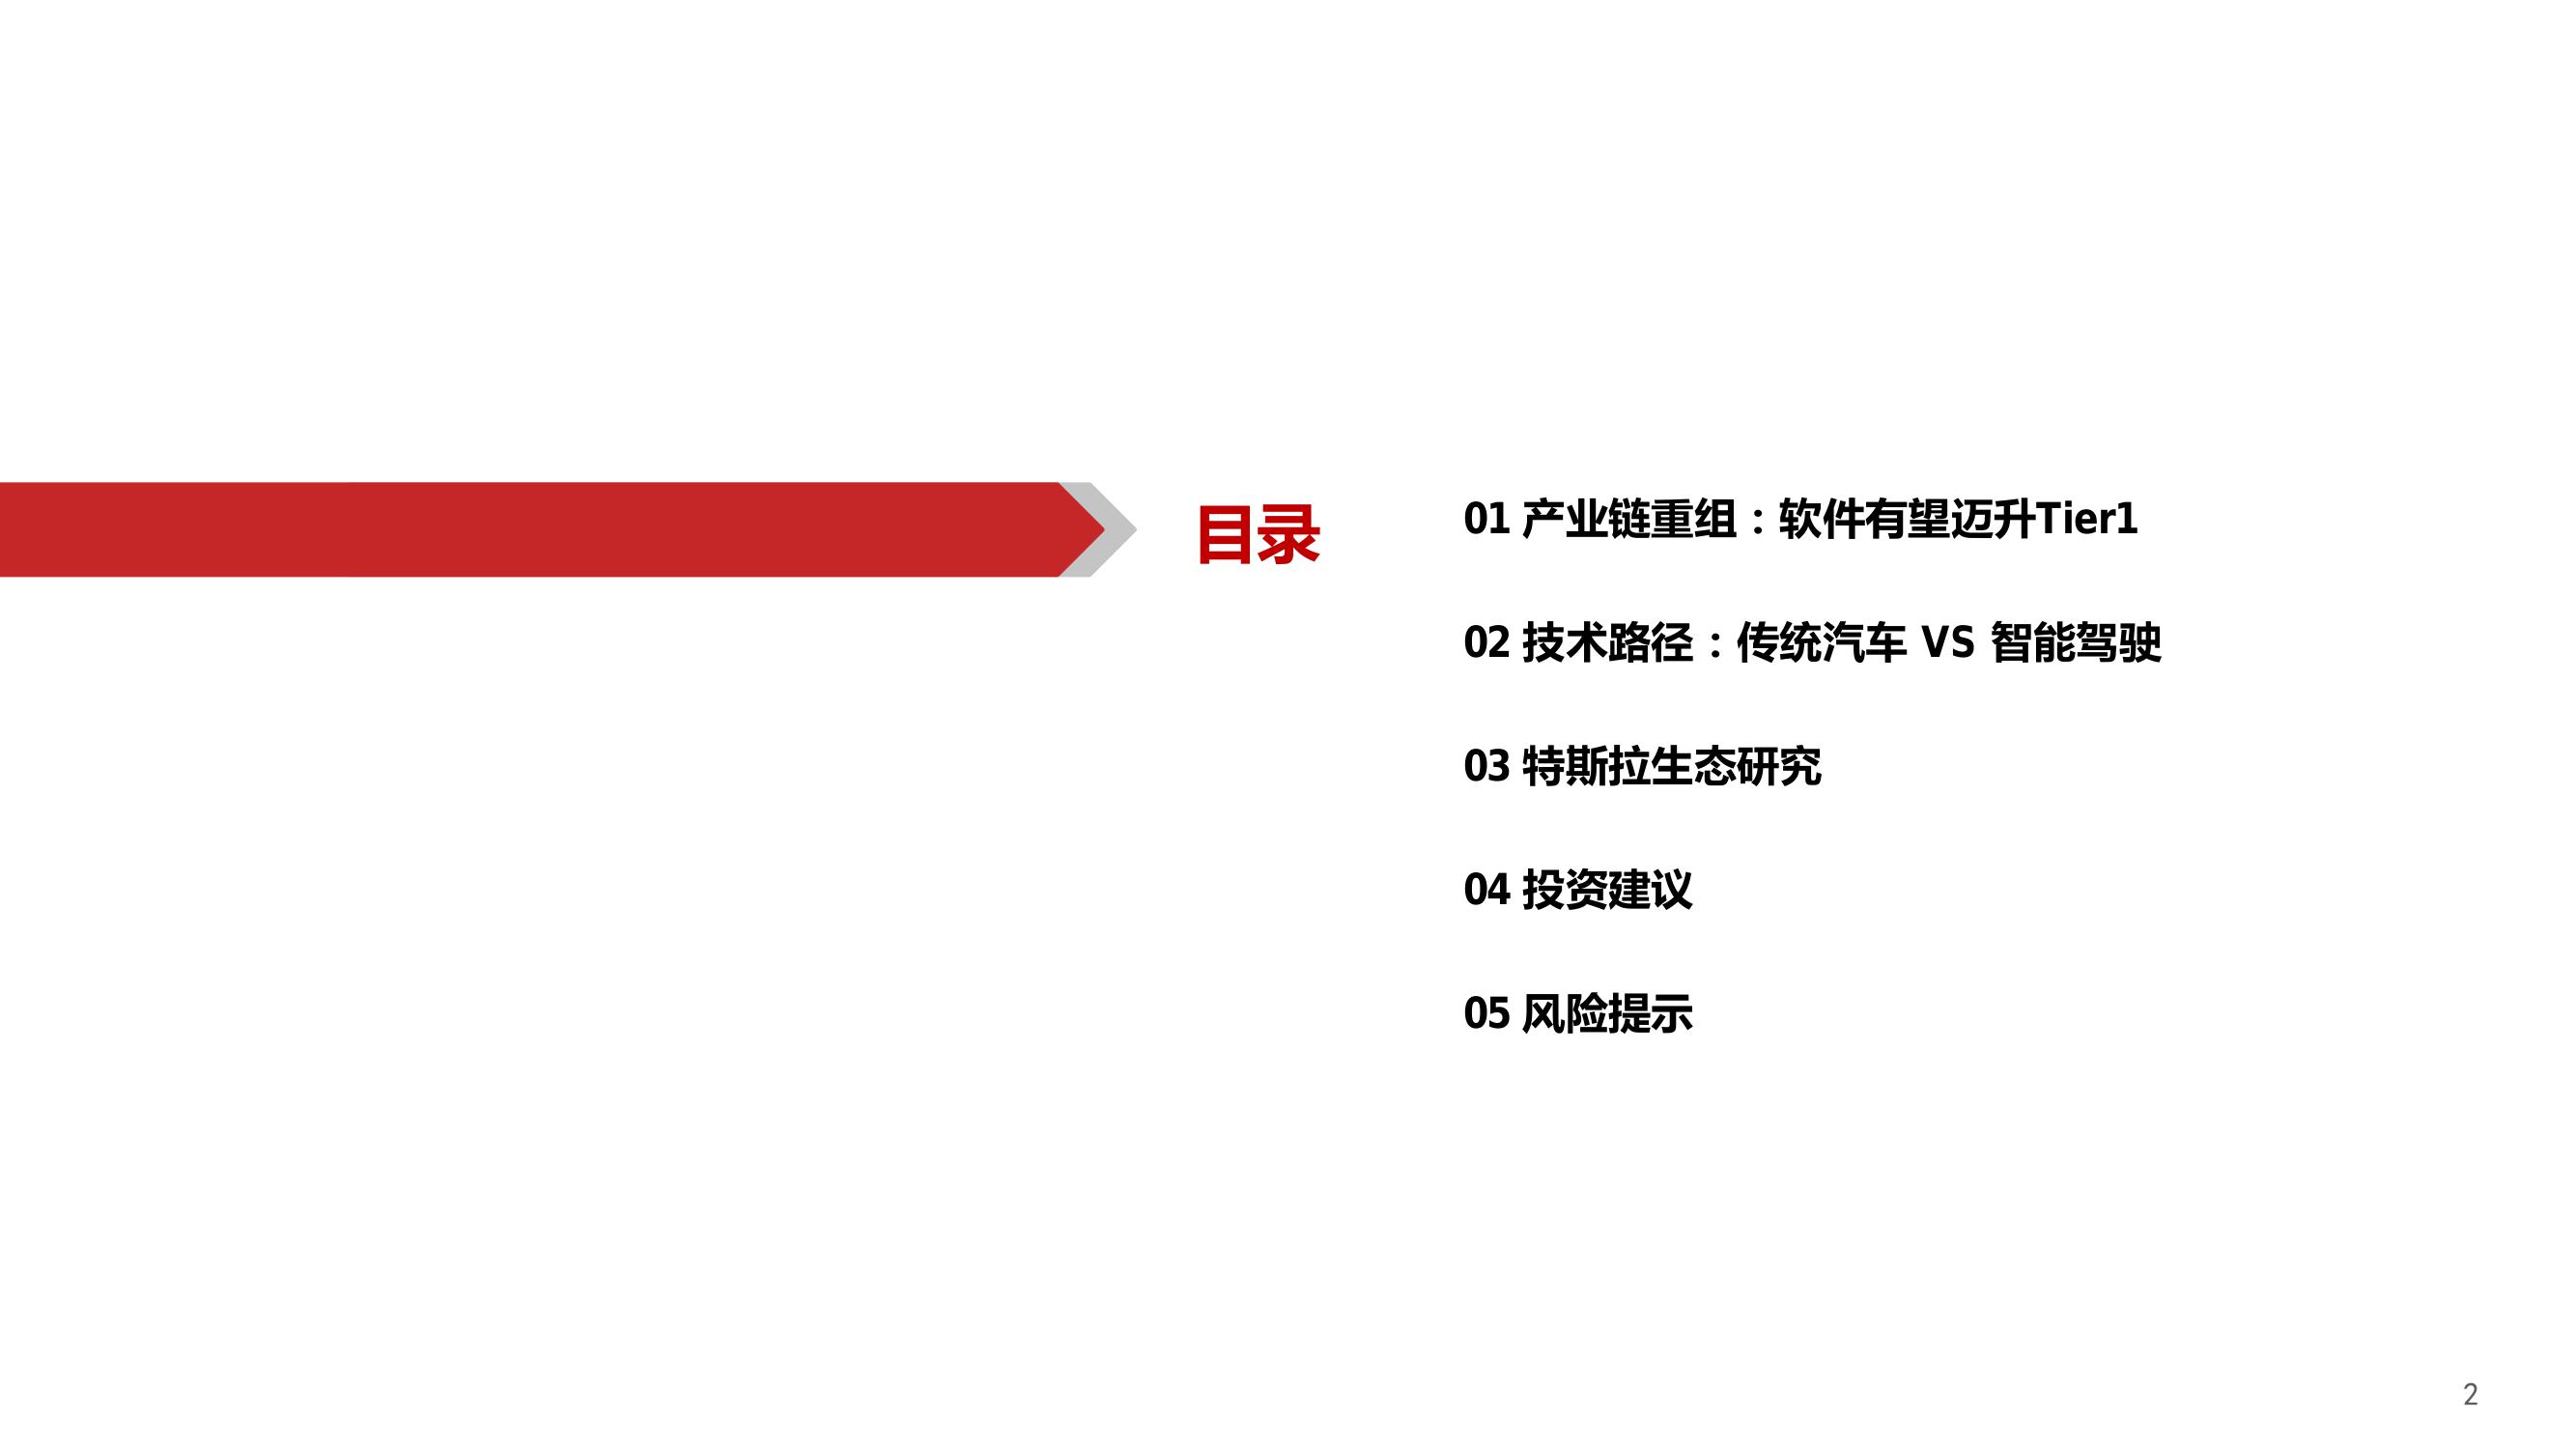 目录
01 产业链重组：软件有望迈升Tier1
02 技术路径：传统汽车 VS 智能驾驶
03 特斯拉生态研究
04 投资建议
05 风险提示
2